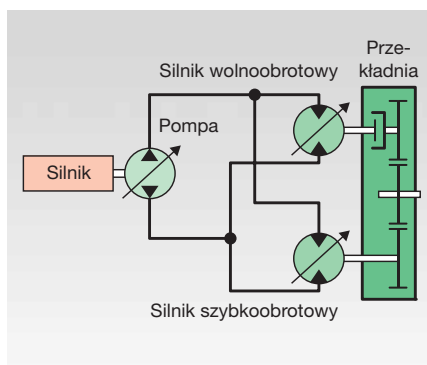 Prze-
kładnia
Silnik wolnoobrotowy
Pompa
Silnik
Silnik szybkoobrotowy